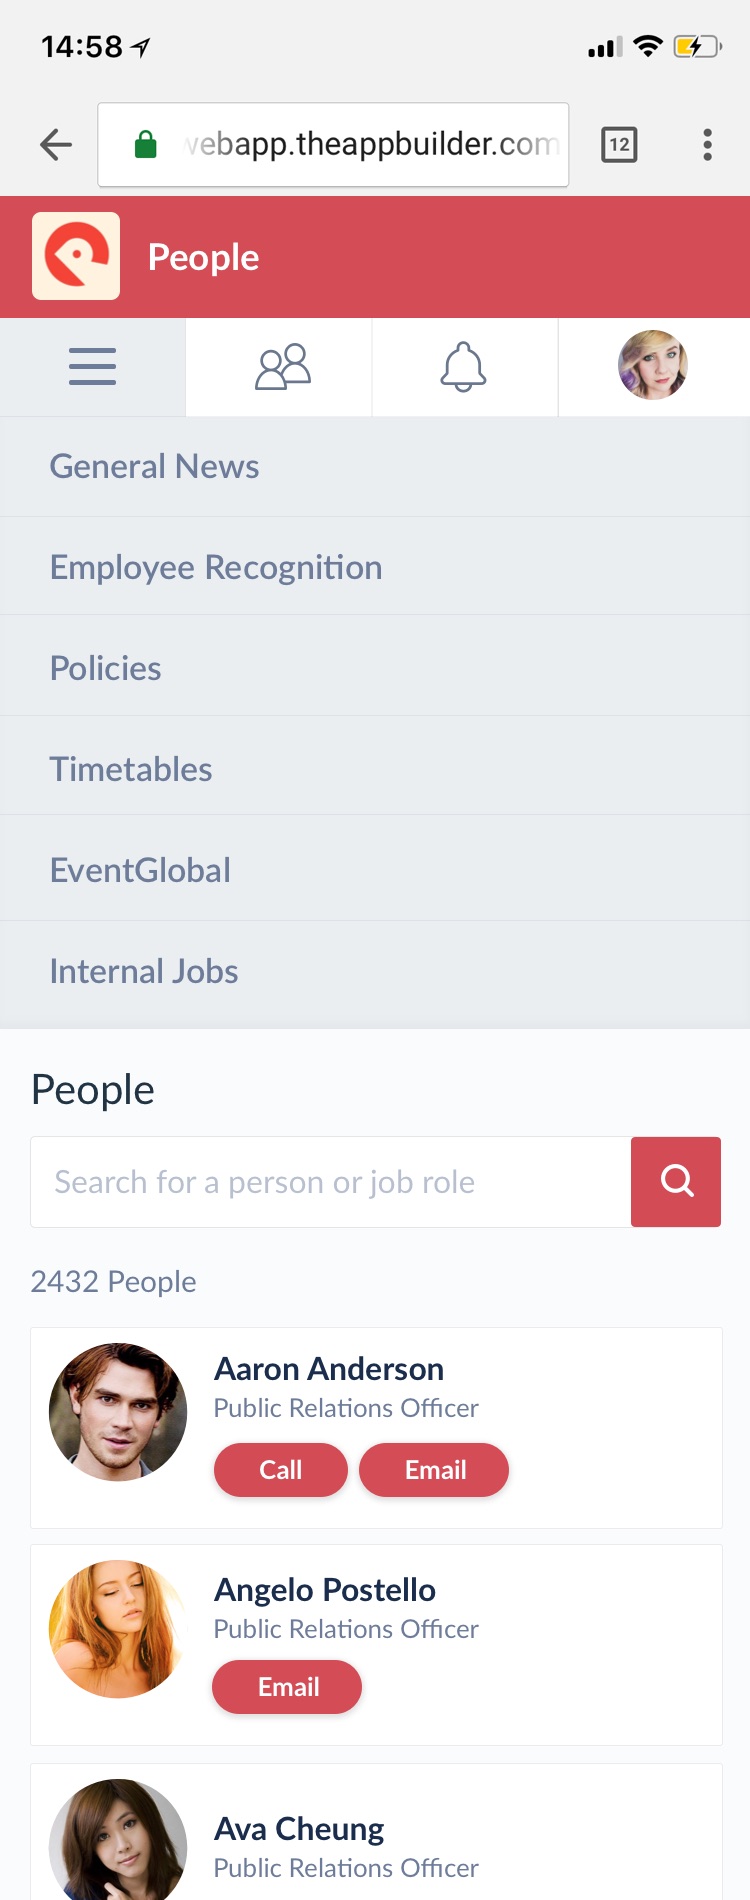 14:58
webapp.theappbuilder.com
12
People
General News
Employee Recognition
Policies
Timetables
EventGlobal
Internal Jobs
People
Search for a person or job role
2432 People
Aaron Anderson
Public Relations Officer
Call Email
Angelo Postello
Public Relations Officer
Email
Ava Cheung
Public Relations Officer